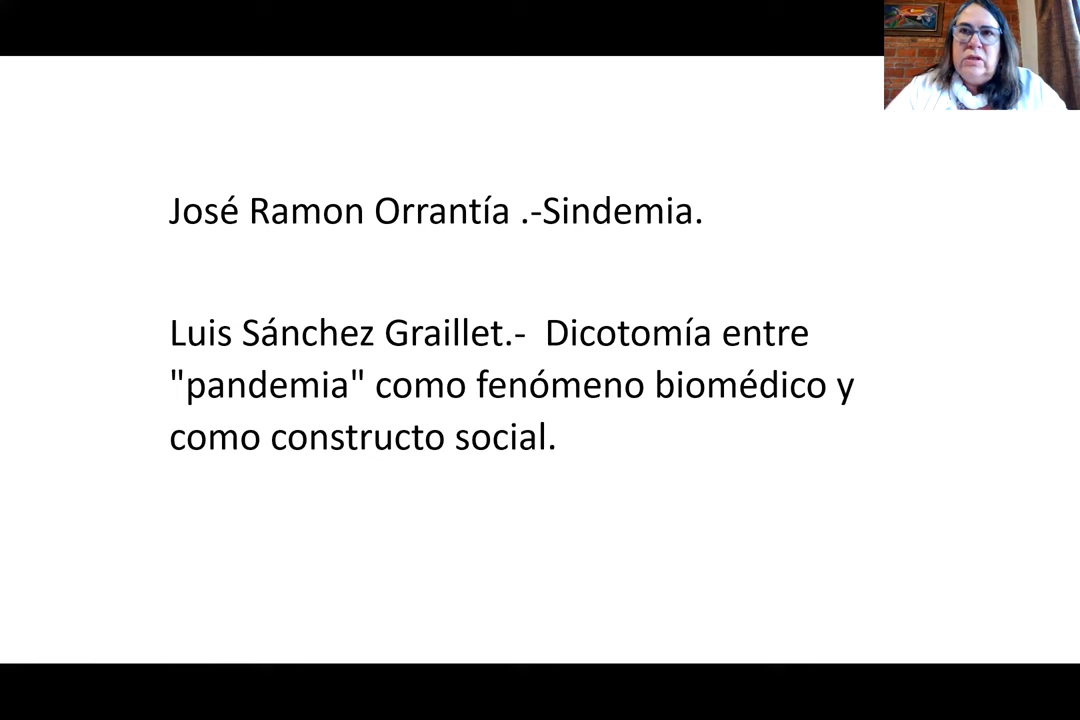 José Ramon Orrantía .-Sindemia.
Luis Sánchez Graillet.-  Dicotomía entre
"pandemia" como fenómeno biomédico y
como constructo social.